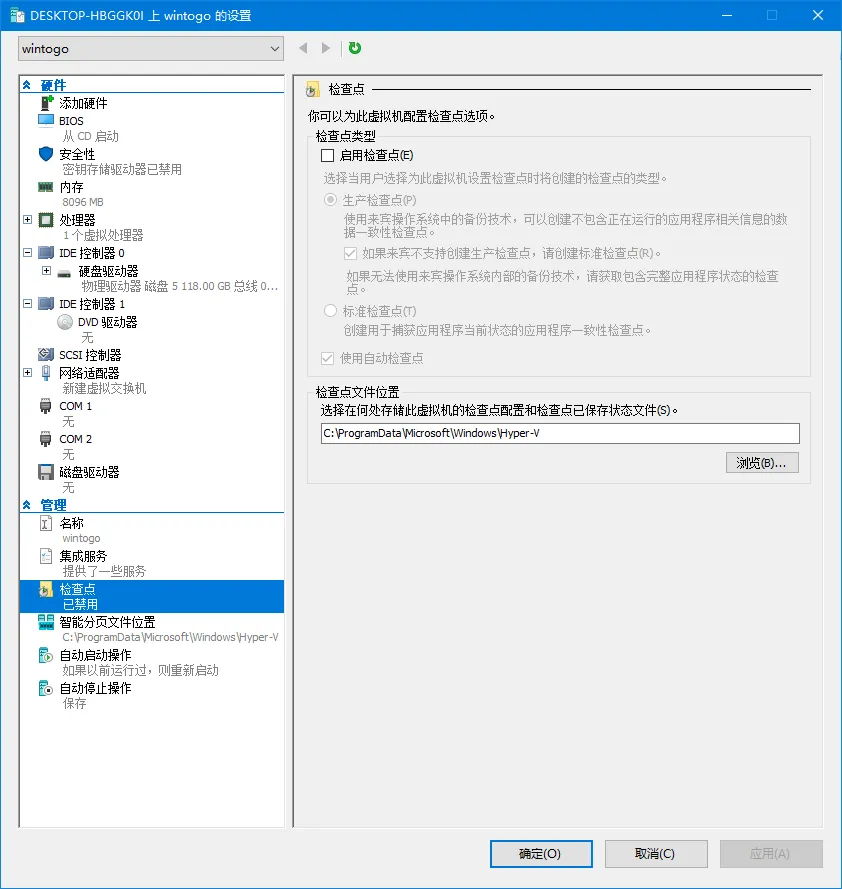 DESKTOP-HBGGK0I 上 wintogo 的设置
wintogo
硬件
添加硬件
BIOS
从 CD 启动
安全性
密钥存储驱动器已禁用
内存
8096 MB
处理器
1 个虚拟处理器
IDE 控制器 0
硬盘驱动器
物理驱动器 磁盘 5 118.00 GB 总线 0...
IDE 控制器 1
DVD 驱动器
无
SCSI 控制器
网络适配器
新建虚拟交换机
COM 1
无
COM 2
无
磁盘驱动器
无
管理
名称
wintogo
集成服务
提供了一些服务
检查点
已禁用
智能分页文件位置
C:\ProgramData\Microsoft\Windows\Hyper-V
自动启动操作
如果以前运行过，则重新启动
自动停止操作
保存
检查点
你可以为此虚拟机配置检查点选项。
检查点类型
启用检查点(E)
选择当用户选择为此虚拟机设置检查点时将创建的检查点的类型。
生产检查点(P)
使用来宾操作系统中的备份技术，可以创建不包含正在运行的应用程序相关信息的数
据一致性检查点。
如果来宾不支持创建生产检查点，请创建标准检查点(R)。
如果无法使用来宾操作系统内部的备份技术，请获取包含完整应用程序状态的检查
点。
标准检查点(T)
创建用于捕获应用程序当前状态的应用程序一致性检查点。
使用自动检查点
检查点文件位置
选择在何处存储此虚拟机的检查点配置和检查点已保存状态文件(S)。
C:\ProgramData\Microsoft\Windows\Hyper-V
浏览(B)...
确定(O)
取消(C)
应用(A)